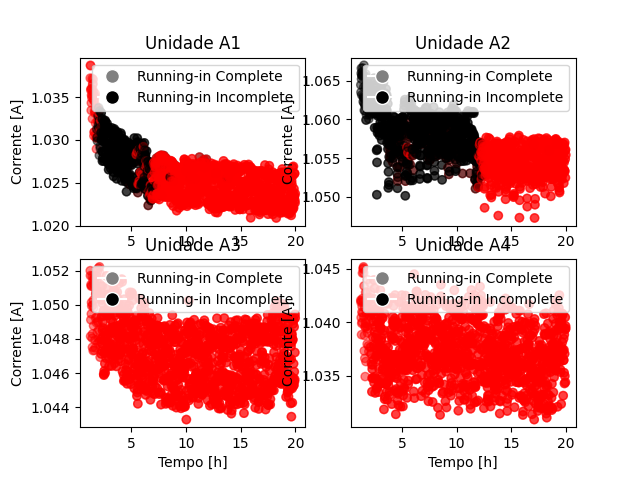 Unidade A1
Unidade A2
Running-in Complete
Running-in Incomplete
Running-in Complete
Running-in Incomplete
Corrente [A]
Corrente [A]
1.035
1.030
1.025
1.020
1.065
1.060
1.055
1.050
5 10 15 20
5 10 15 20
Unidade A3
Unidade A4
Running-in Complete
Running-in Incomplete
Running-in Complete
Running-in Incomplete
Corrente [A]
Corrente [A]
1.052
1.050
1.048
1.046
1.044
1.045
1.040
1.035
5 10 15 20
5 10 15 20
Tempo [h]
Tempo [h]